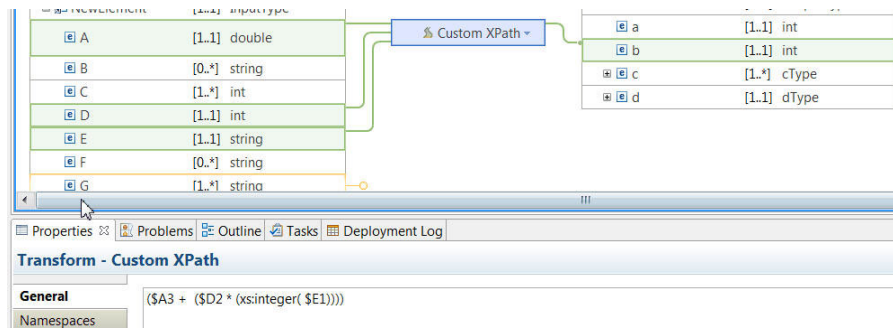 NewElement [1..1] InputType
A [1..1] double
B [0..*] string
C [1..*] int
D [1..1] int
E [1..1] string
F [0..*] string
G [1..*] string
Custom XPath
a [1..1] int
b [1..1] int
c [1..*] cType
d [1..1] dType
Properties Problems Outline Tasks Deployment Log
Transform - Custom XPath
General
($A3 + ($D2 * (xs:integer( $E1))))
Namespaces